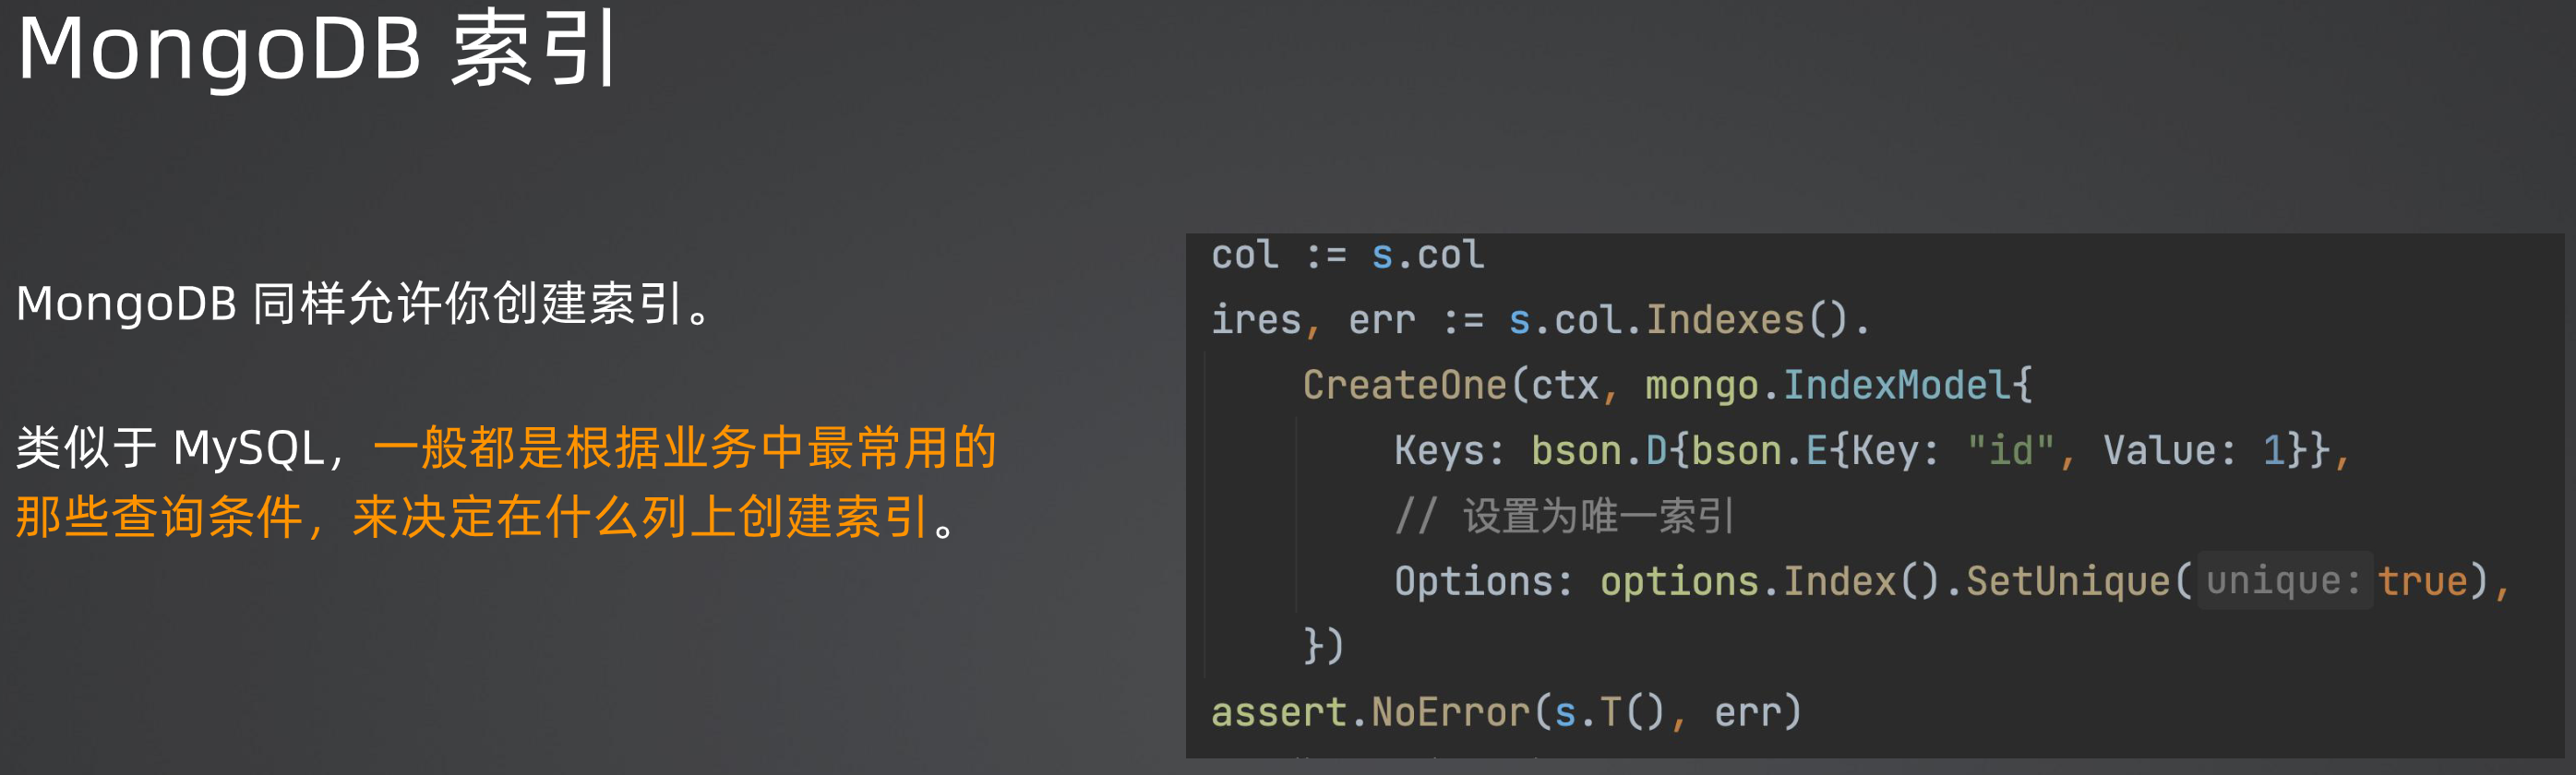 MongoDB 索引
MongoDB 同样允许你创建索引。
类似于 MySQL，一般都是根据业务中最常用的
那些查询条件，来决定在什么列上创建索引。
col := s.col
ires, err := s.col.Indexes().
CreateOne(ctx, mongo.IndexModel{
Keys: bson.D{bson.E{Key: "id", Value: 1}},
// 设置为唯一索引
Options: options.Index().SetUnique( unique: true),
})
assert.NoError(s.T(), err)